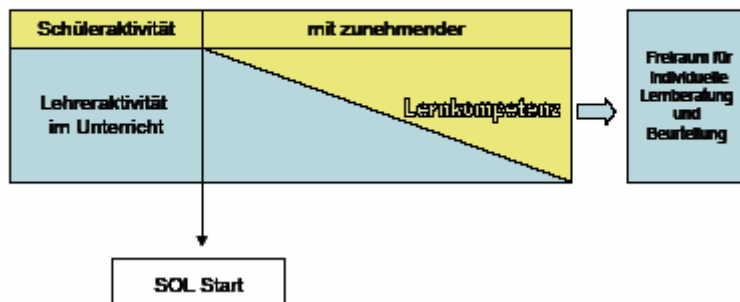 Schüleraktivität
mit zunehmender
Lehreraktivität
im Unterricht
Lernkompetenz
Freiraum für
Individuelle
Lernberatung
und
Beurteilung
SOL Start